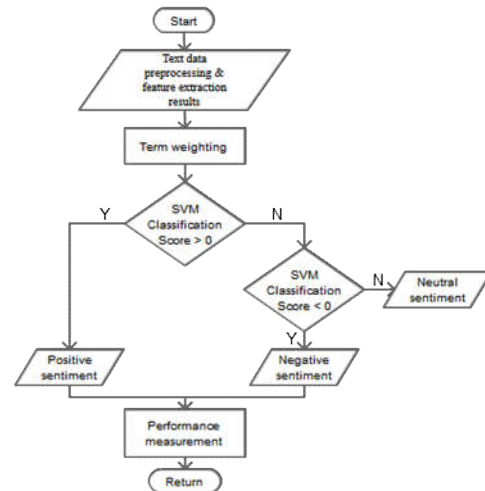 Start
Text data
preprocessing &
feature extraction
results
Term weighting
Y
SVM
Classification
Score > 0
N
SVM
Classification
Score < 0
N
Neutral
sentiment
Y
Positive
sentiment
Negative
sentiment
Performance
measurement
Return